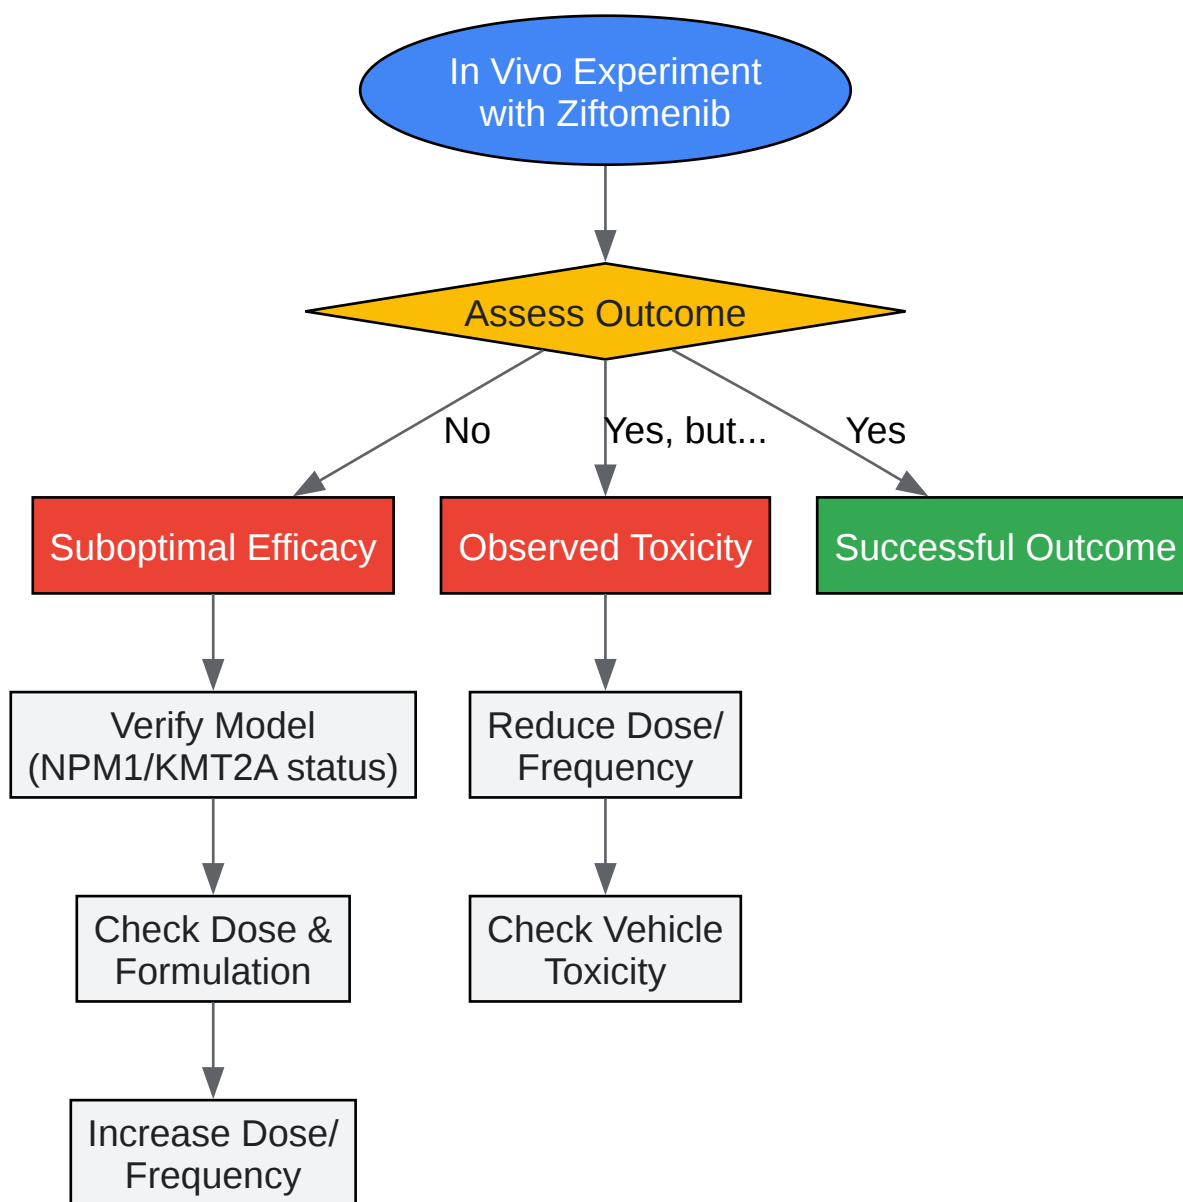 In Vivo Experiment
with Ziftomenib
Assess Outcome
No
Yes, but...
Yes
Suboptimal Efficacy
Observed Toxicity
Successful Outcome
Verify Model
(NPM1/KMT2A status)
Reduce Dose/
Frequency
Check Dose &
Formulation
Check Vehicle
Toxicity
Increase Dose/
Frequency